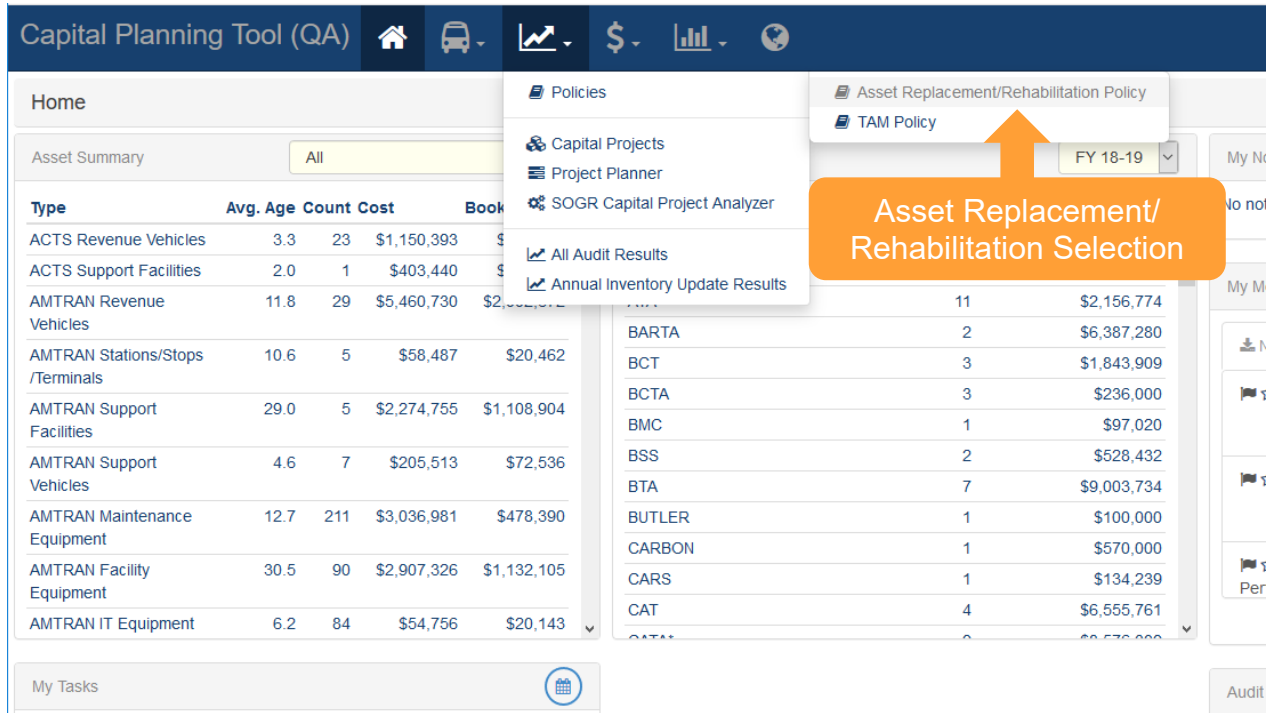 Capital Planning Tool (QA)
Home
Policies
Capital Projects
Project Planner
SOGR Capital Project Analyzer
All Audit Results
Annual Inventory Update Results
Asset Replacement/Rehabilitation Policy
TAM Policy
Asset Replacement/
Rehabilitation Selection
Asset Summary All
FY 18-19
Type Avg. Age Count Cost Book
ACTS Revenue Vehicles 3.3 23 $1,150,393 $
ACTS Support Facilities 2.0 1 $403,440 $
AMTRAN Revenue 11.8 29 $5,460,730
Vehicles
AMTRAN Stations/Stops 10.6 5 $58,487 $20,462
/Terminals
AMTRAN Support 29.0 5 $2,274,755 $1,108,904
Facilities
AMTRAN Support 4.6 7 $205,513 $72,536
Vehicles
AMTRAN Maintenance 12.7 211 $3,036,981 $478,390
Equipment
AMTRAN Facility 30.5 90 $2,907,326 $1,132,105
Equipment
AMTRAN IT Equipment 6.2 84 $54,756 $20,143
11 $2,156,774
BARTA 2 $6,387,280
BCT 3 $1,843,909
BCTA 3 $236,000
BMC 1 $97,020
BSS 2 $528,432
BTA 7 $9,003,734
BUTLER 1 $100,000
CARBON 1 $570,000
CARS 1 $134,239
CAT 4 $6,555,761
My
No
My
Per
My Tasks
Audit